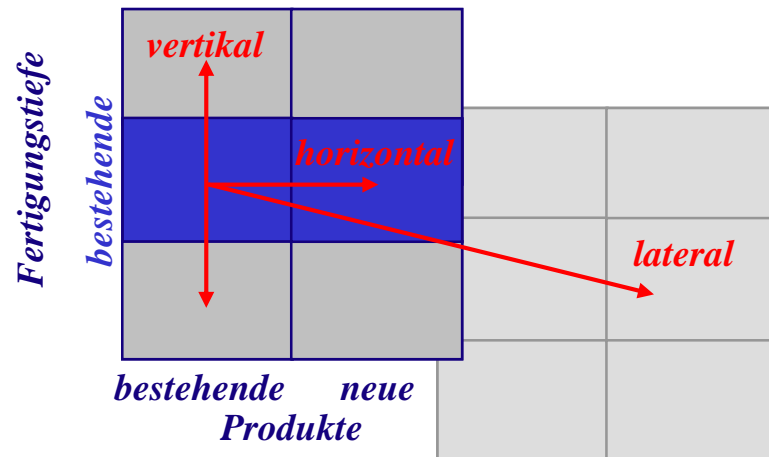 vertikal
horizontal
lateral
Fertigungstiefe
bestehende
bestehende neue
Produkte